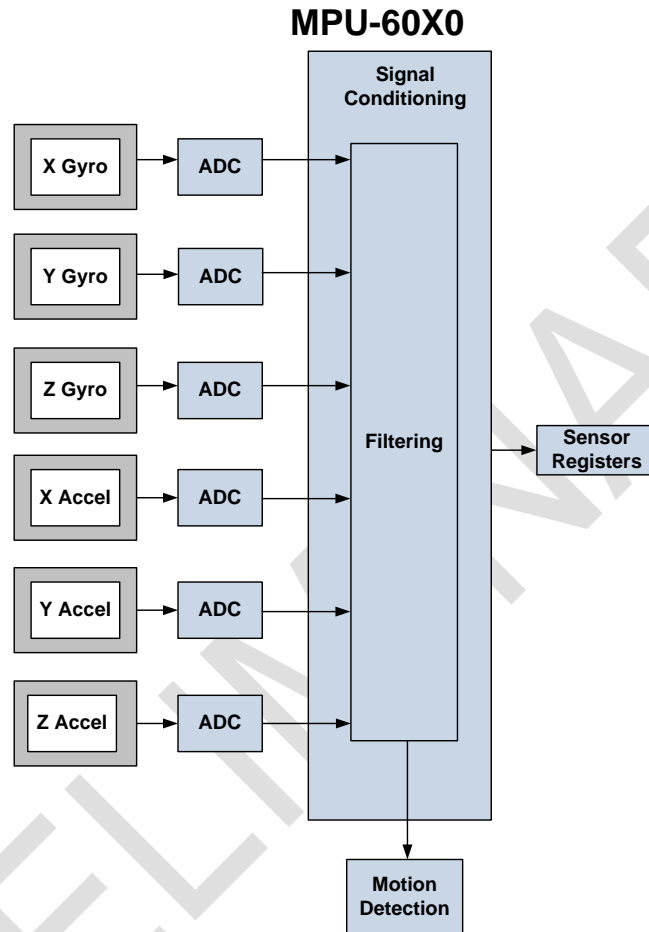 MPU-60X0
Signal
Conditioning
X Gyro
ADC
Y Gyro
ADC
Z Gyro
ADC
Filtering
Sensor
Registers
X Accel
ADC
Y Accel
ADC
Z Accel
ADC
Motion
Detection